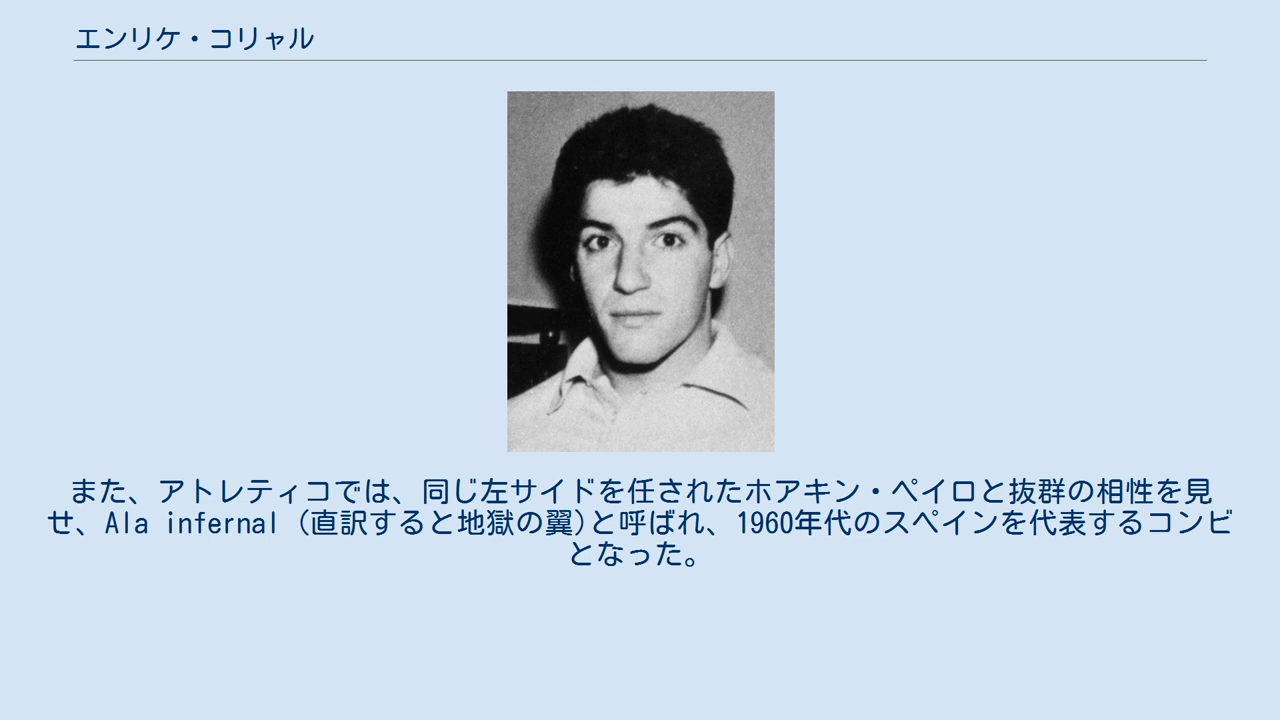 エンリケ・コリャル
また、アトレティコでは、同じ左サイドを任されたホアキン・ペイロと抜群の相性を見
せ、Ala infernal (直訳すると地獄の翼)と呼ばれ、1960年代のスペインを代表するコンビ
となった。